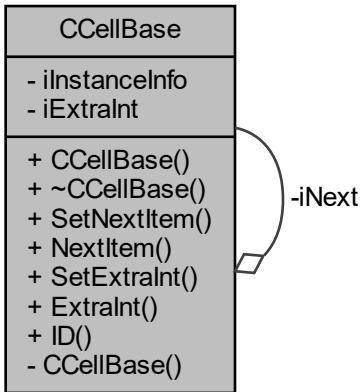 CCellBase
- iInstanceInfo
- iExtraInt
+ CCellBase()
+ ~CCellBase()
+ SetNextItem()
+ NextItem()
+ SetExtraInt()
+ ExtraInt()
+ ID()
- CCellBase()
-iNext